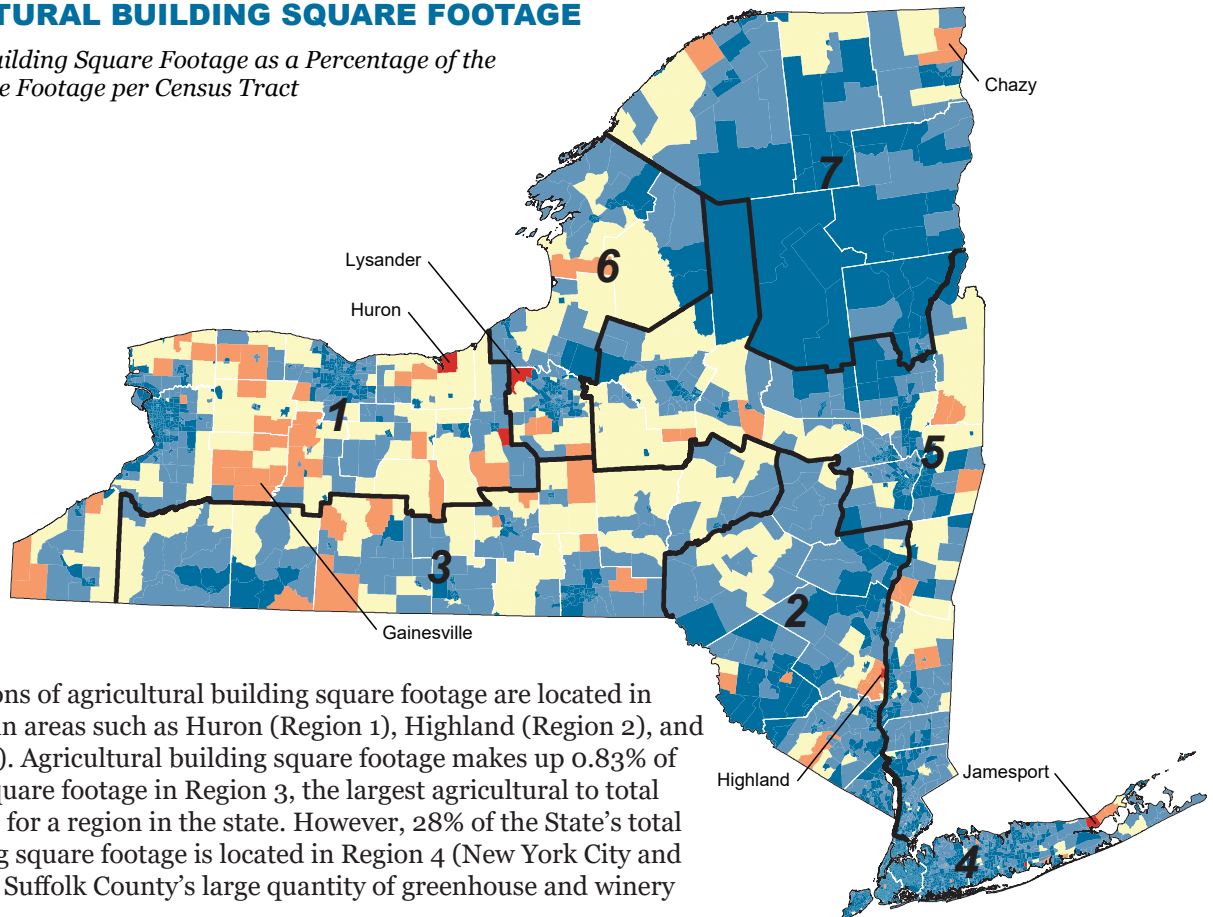 TURAL BUILDING SQUARE FOOTAGE
uilding Square Footage as a Percentage of the
e Footage per Census Tract
Chazy
7
Lysander
6
Huron
1
5
3
2
Gainesville
ons of agricultural building square footage are located in
in areas such as Huron (Region 1), Highland (Region 2), and
). Agricultural building square footage makes up 0.83% of
quare footage in Region 3, the largest agricultural to total
for a region in the state. However, 28% of the State's total
g square footage is located in Region 4 (New York City and
Suffolk County's large quantity of greenhouse and winery
Highland
Jamesport
4